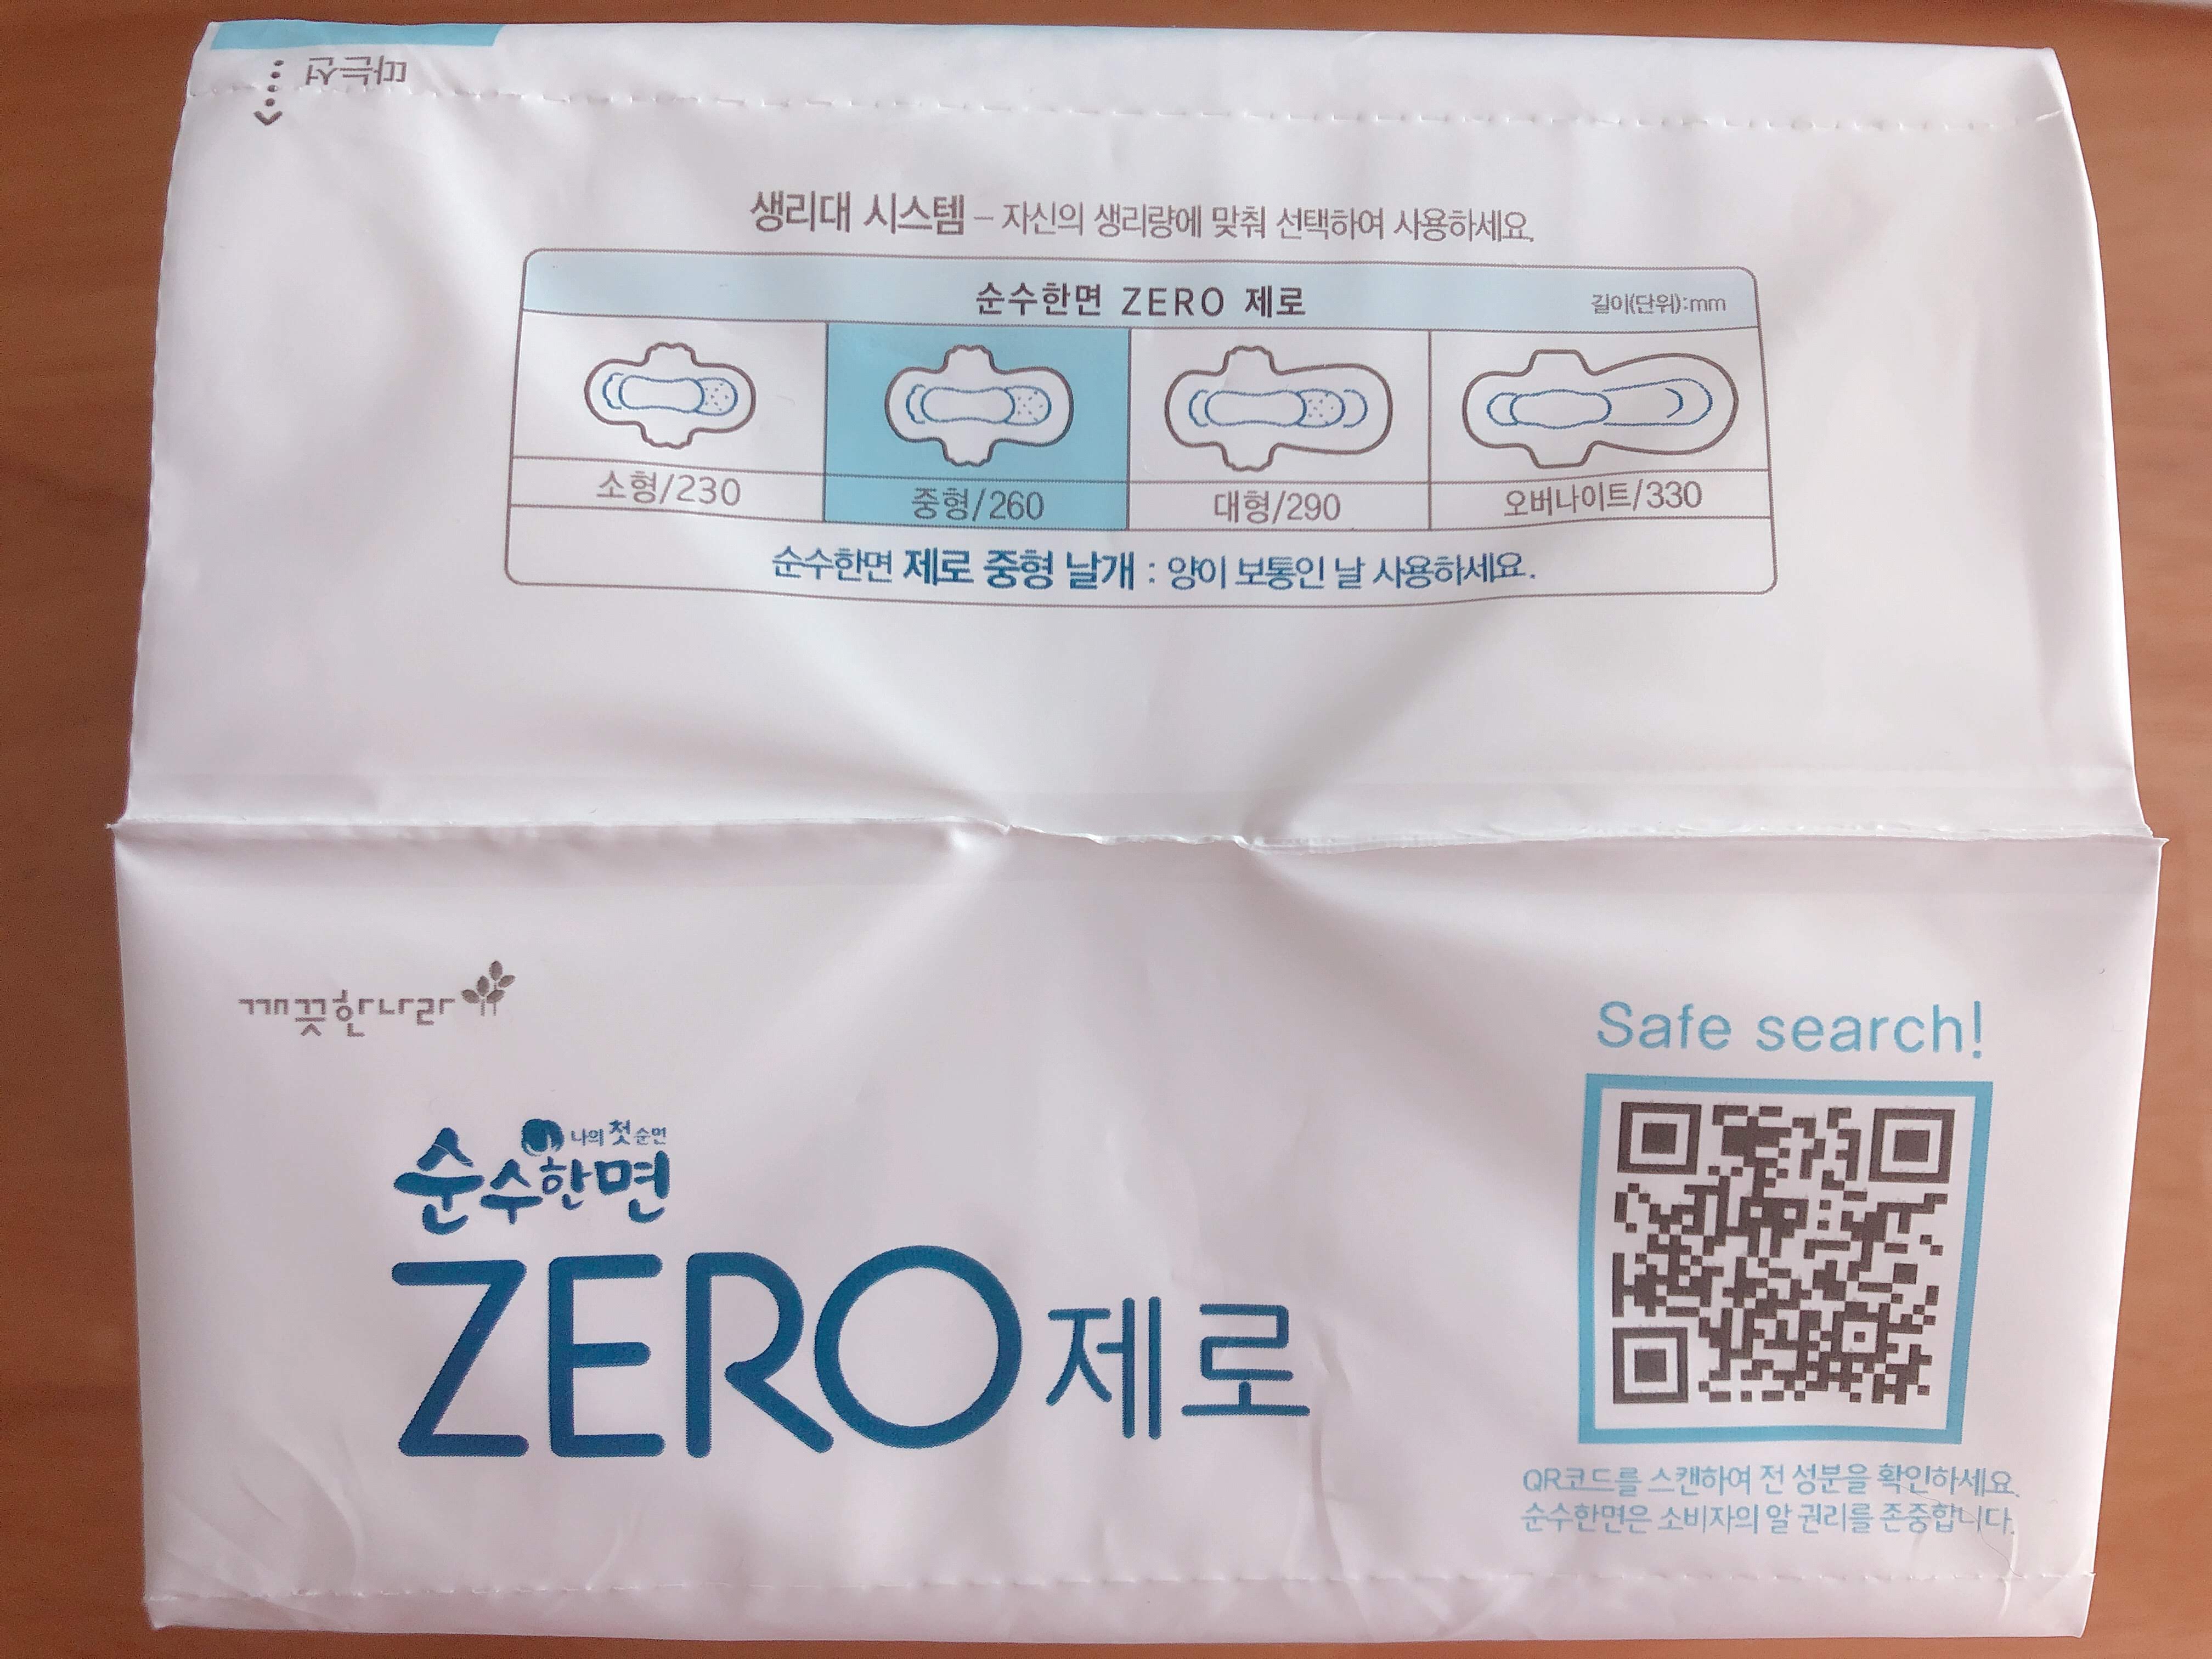 따는선
생리대 시스템 – 자신의 생리량에 맞춰 선택하여 사용하세요.
순수한면 ZERO 제로
길이(단위):mm
소형/230
중형/260
대형/290
오버나이트/330
순수한면 제로 중형 날개 : 양이 보통인 날 사용하세요.
깨끗한나라
나의 첫 순면
순수한면
ZERO 제로
Safe search!
QR코드를 스캔하여 전 성분을 확인하세요.
순수한면은 소비자의 알 권리를 존중합니다.